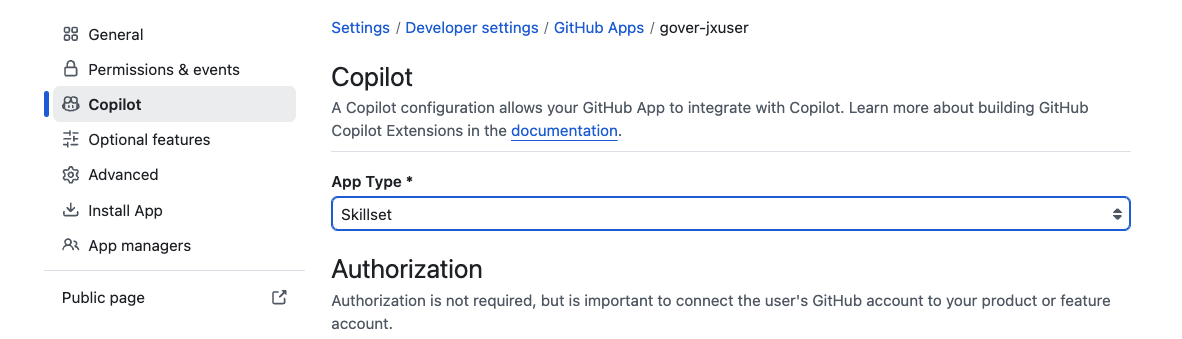 General
Permissions & events
Copilot
Optional features
Advanced
Install App
App managers
Public page
Settings / Developer settings / GitHub Apps / gover-jxuser
Copilot
A Copilot configuration allows your GitHub App to integrate with Copilot. Learn more about building GitHub
Copilot Extensions in the documentation.
App Type *
Skillset
Authorization
Authorization is not required, but is important to connect the user's GitHub account to your product or feature
account.